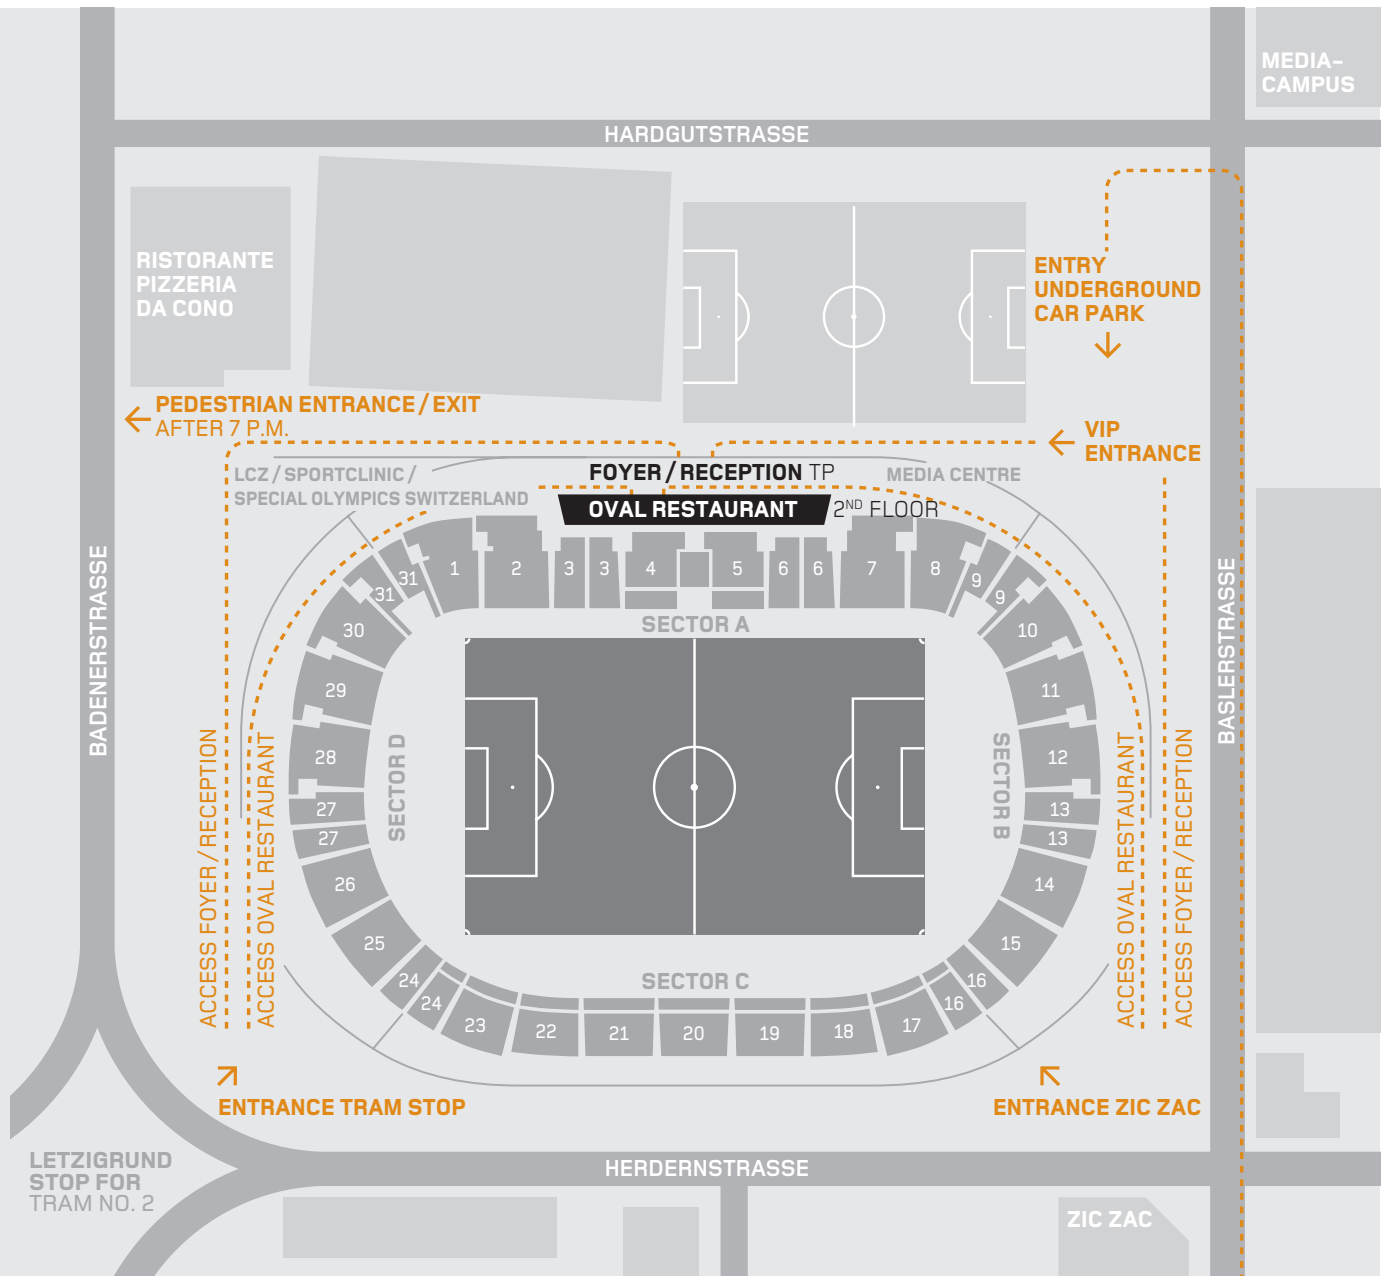 MEDIA-
CAMPUS
HARDGUTSTRASSE
RISTORANTE
PIZZERIA
DA CONO
ENTRY
UNDERGROUND
CAR PARK
PEDESTRIAN ENTRANCE / EXIT
AFTER 7 P.M.
VIP
ENTRANCE
LCZ / SPORTCLINIC /
SPECIAL OLYMPICS SWITZERLAND
FOYER / RECEPTION TP
MEDIA CENTRE
OVAL RESTAURANT
2ND FLOOR
BADENERSTRASSE
BASLERSTRASSE
31
31
1
2
3
3
4
5
6
6
7
8
9
9
10
11
12
13
13
14
15
16
16
17
18
19
20
21
22
23
24
24
25
26
27
27
28
29
30
SECTOR A
SECTOR B
SECTOR C
SECTOR D
ACCESS FOYER / RECEPTION
ACCESS OVAL RESTAURANT
ACCESS OVAL RESTAURANT
ACCESS FOYER / RECEPTION
ENTRANCE TRAM STOP
ENTRANCE ZIC ZAC
LETZIGRUND
STOP FOR
TRAM NO. 2
HERDERNSTRASSE
ZIC ZAC